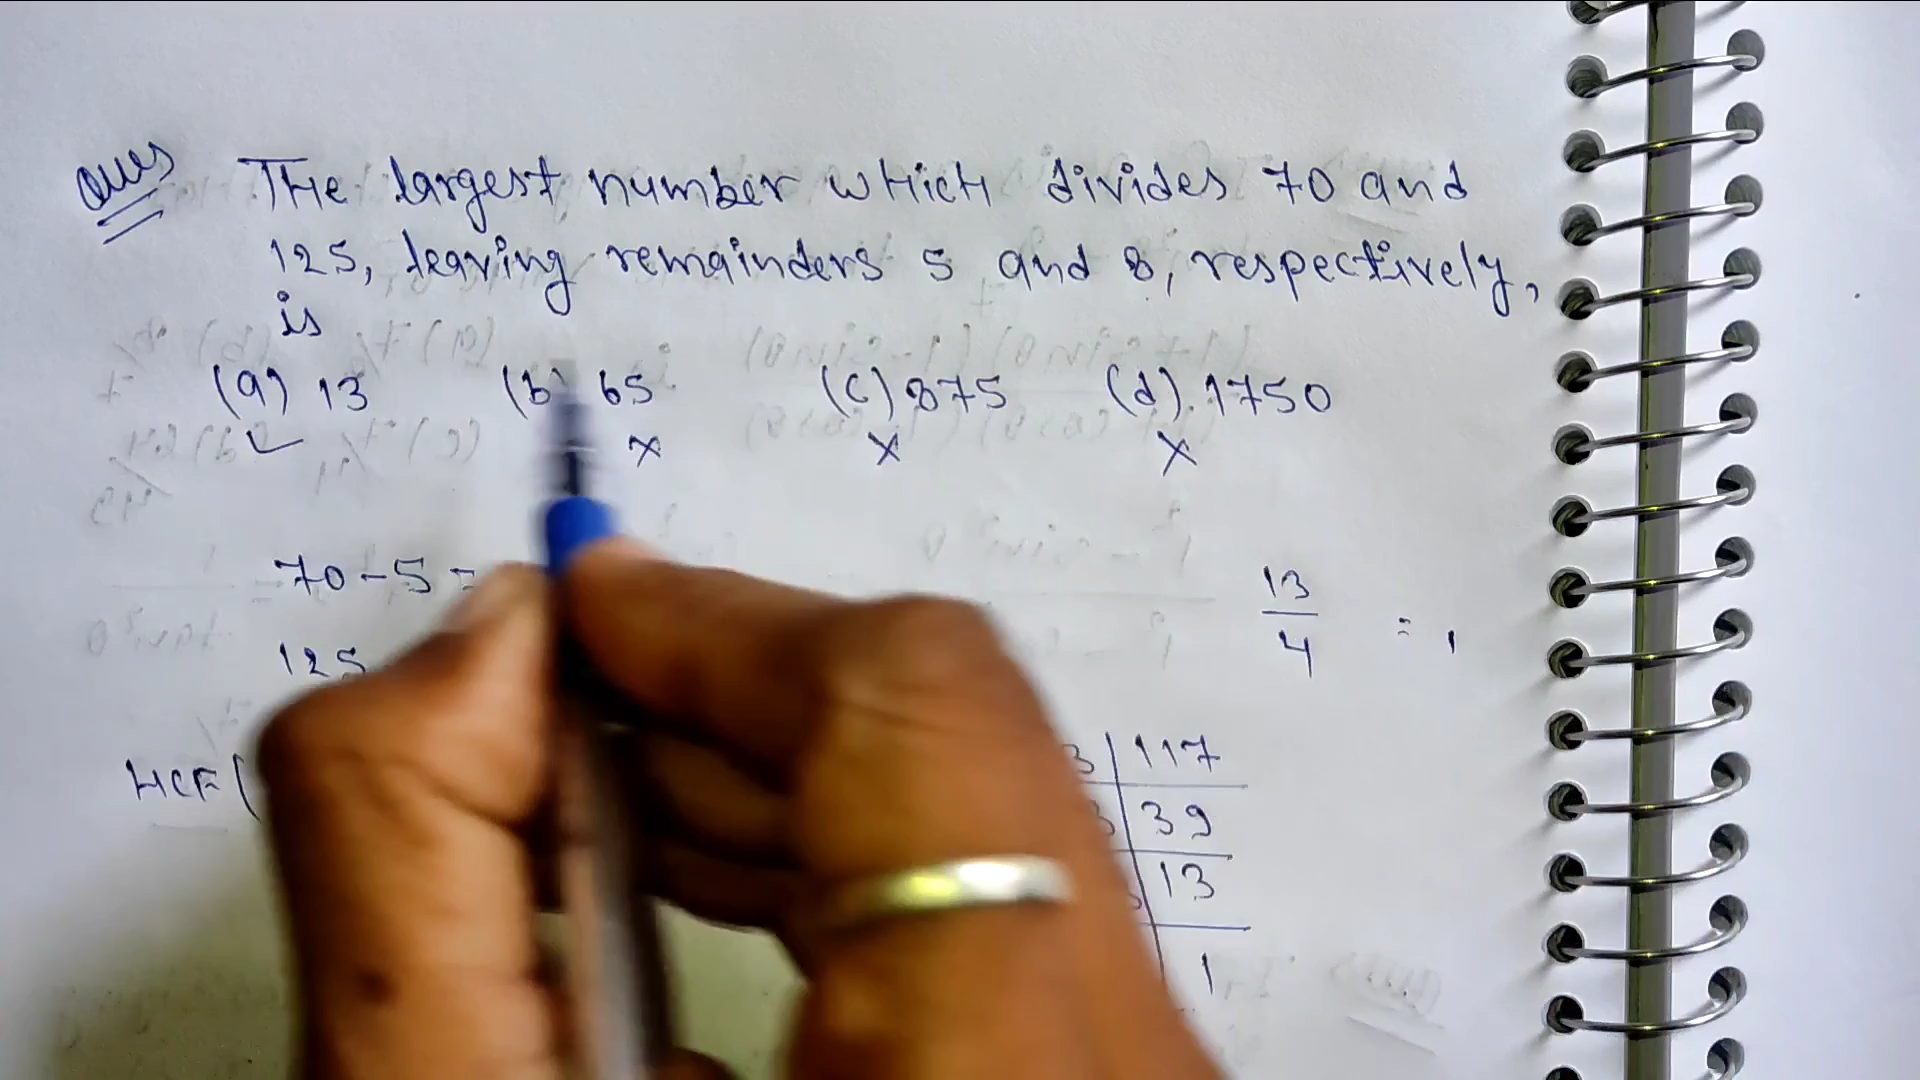 Ques The largest number which divides 70 and
125, leaving remainders 5 and 8, respectively,
is
(a) 13 (b) 65 (c) 875 (d) 1750
70 - 5 =
125
13
4
= 1
HCF (
3 | 117
3 | 39
13
1